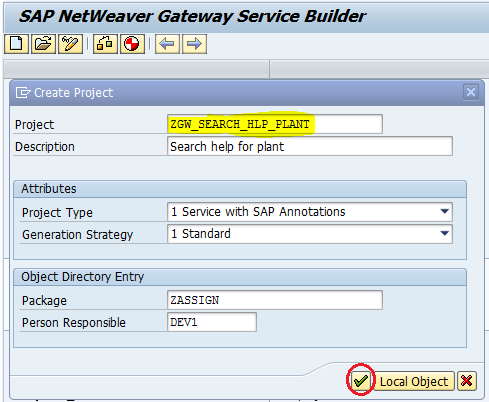 SAP NetWeaver Gateway Service Builder
Create Project
Project ZGW_SEARCH_HLP_PLANT
Description Search help for plant
Attributes
Project Type 1 Service with SAP Annotations
Generation Strategy 1 Standard
Object Directory Entry
Package ZASSIGN
Person Responsible DEV1
Local Object